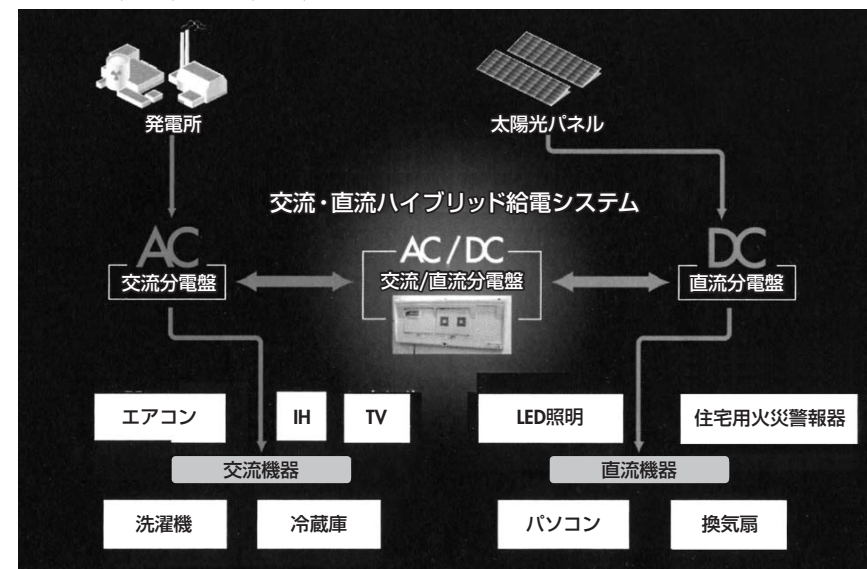 発電所
太陽光パネル
交流・直流ハイブリッド給電システム
AC
交流分電盤
AC/DC
交流/直流分電盤
DC
直流分電盤
エアコン
IH
TV
LED照明
住宅用火災警報器
交流機器
直流機器
洗濯機
冷蔵庫
パソコン
換気扇